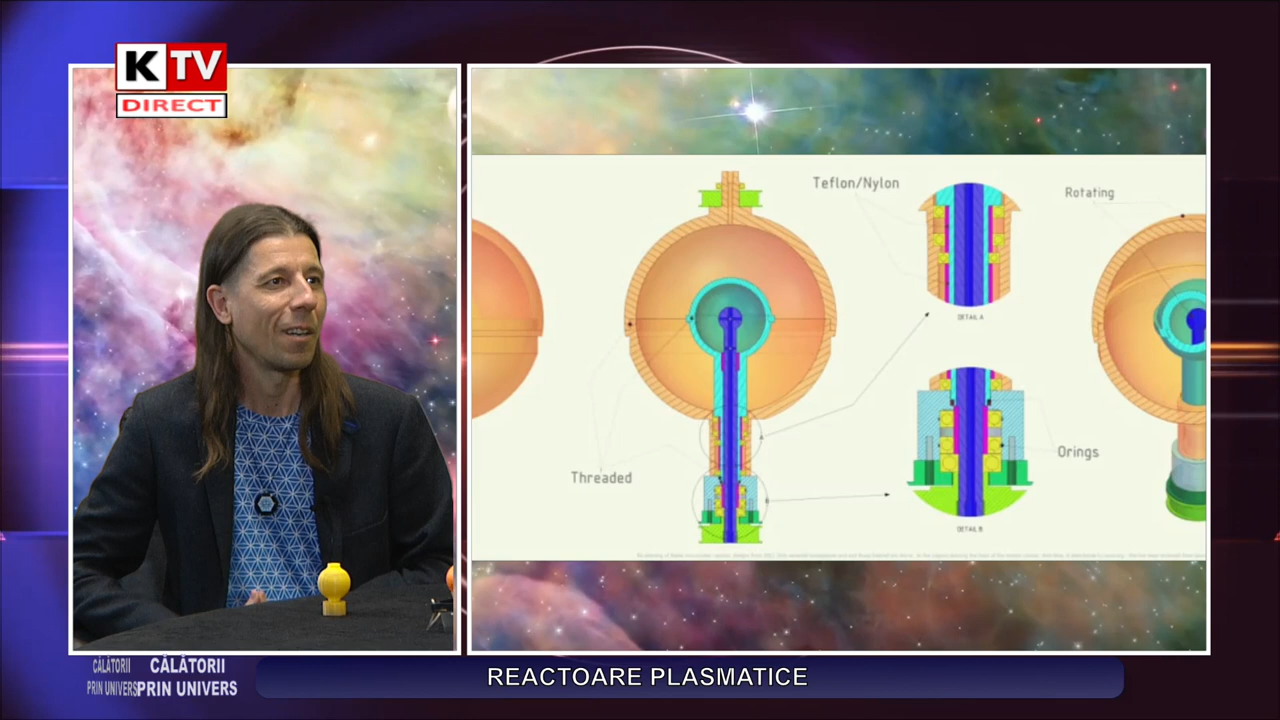 K TV
DIRECT
Teflon/Nylon
Rotating
DETAIL A
Threaded
Orings
DETAIL B
CĂLĂTORII
PRIN UNIVERS
CĂLĂTORII
PRIN UNIVERS
REACTOARE PLASMATICE